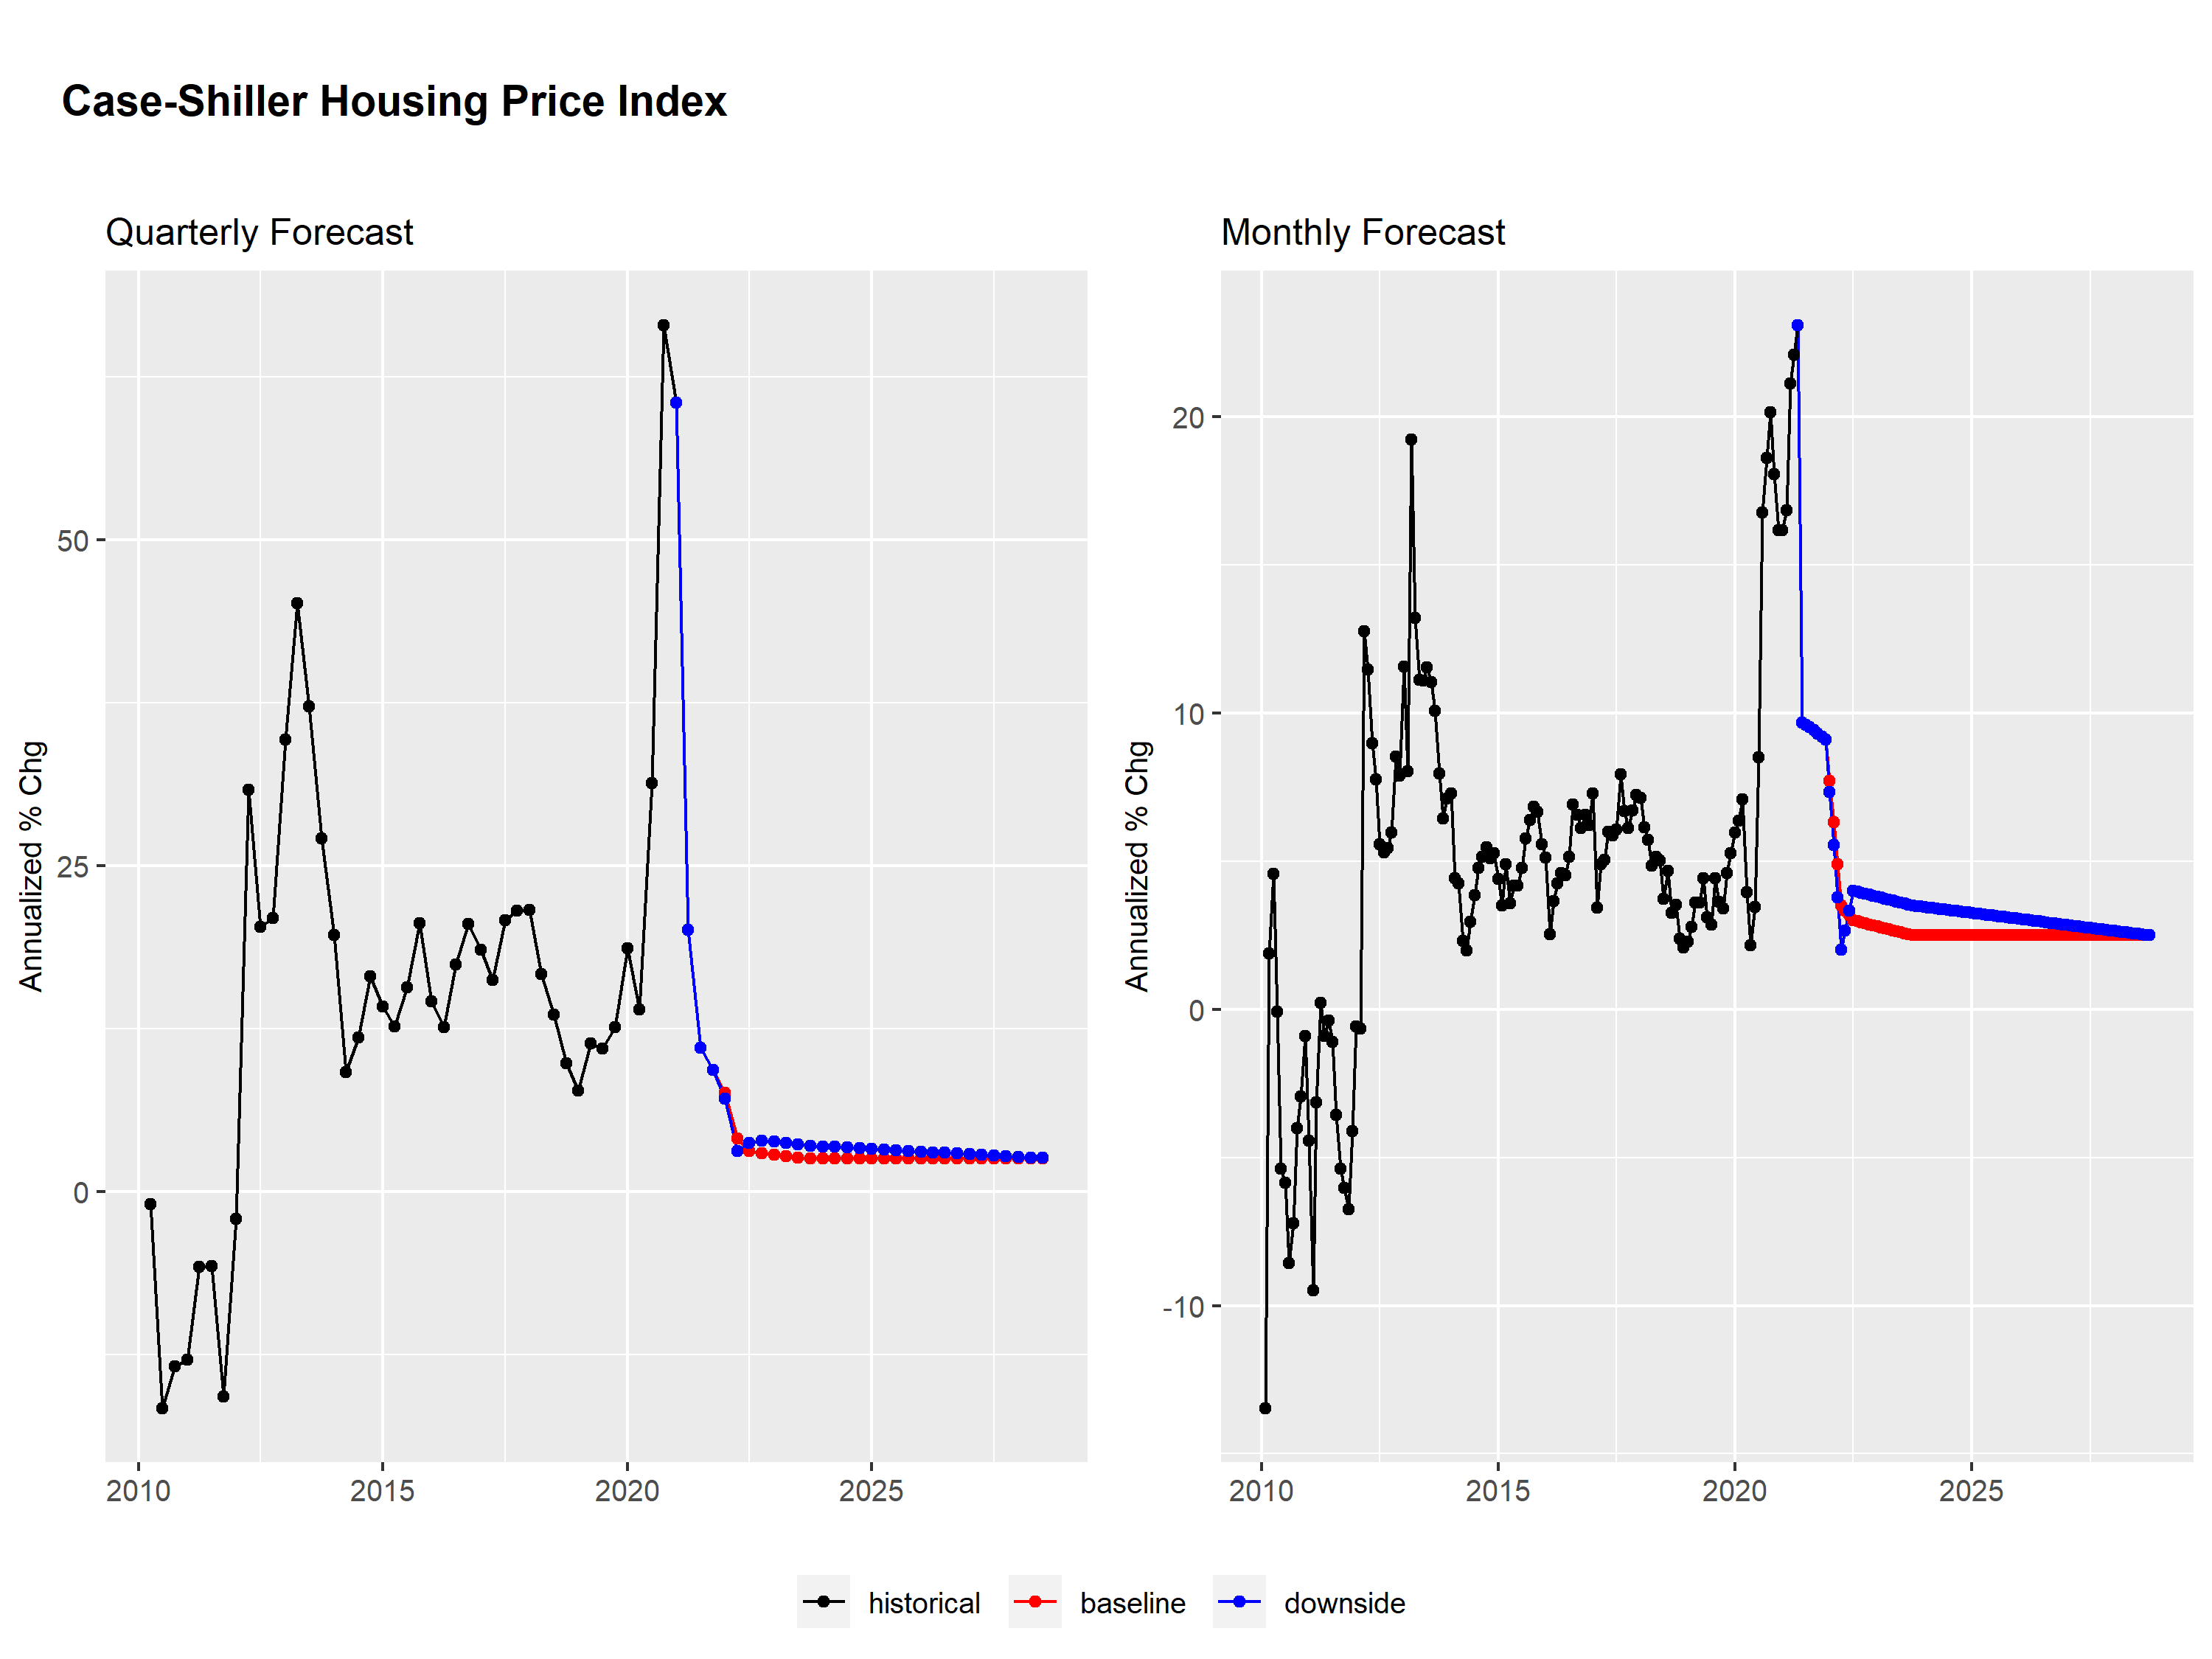 Case-Shiller Housing Price Index
Quarterly Forecast
Annualized % Chg
50
25
0
2010 2015 2020 2025
Monthly Forecast
Annualized % Chg
20
10
0
-10
2010 2015 2020 2025
historical baseline downside